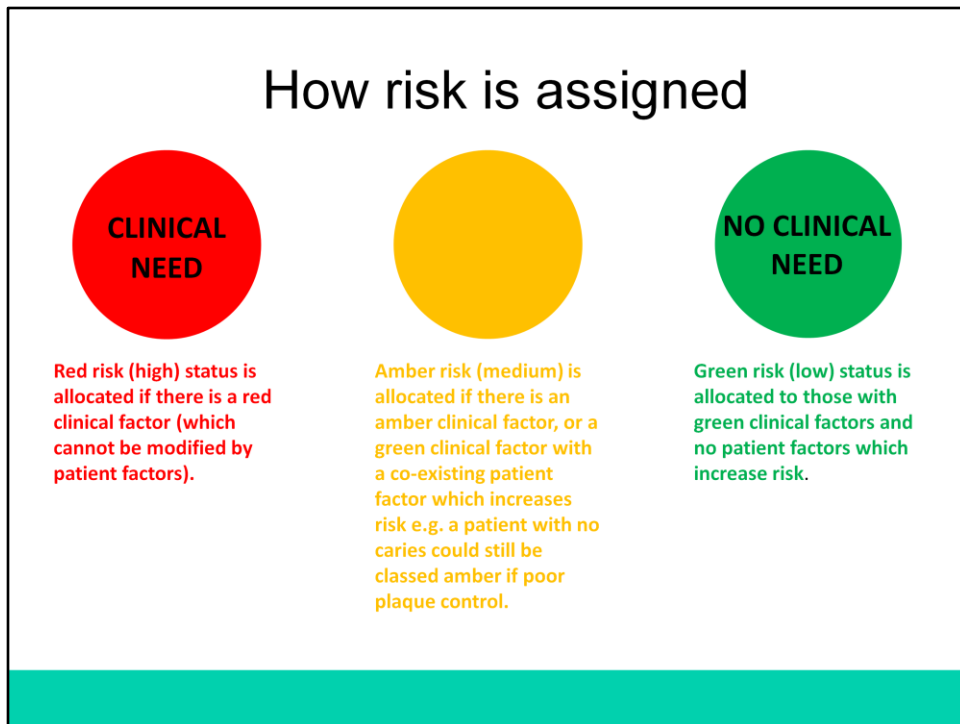 How risk is assigned
CLINICAL
NEED
NO CLINICAL
NEED
Red risk (high) status is
allocated if there is a red
clinical factor (which
cannot be modified by
patient factors).
Amber risk (medium) is
allocated if there is an
amber clinical factor, or a
green clinical factor with
a co-existing patient
factor which increases
risk e.g. a patient with no
caries could still be
classed amber if poor
plaque control.
Green risk (low) status is
allocated to those with
green clinical factors and
no patient factors which
increase risk.